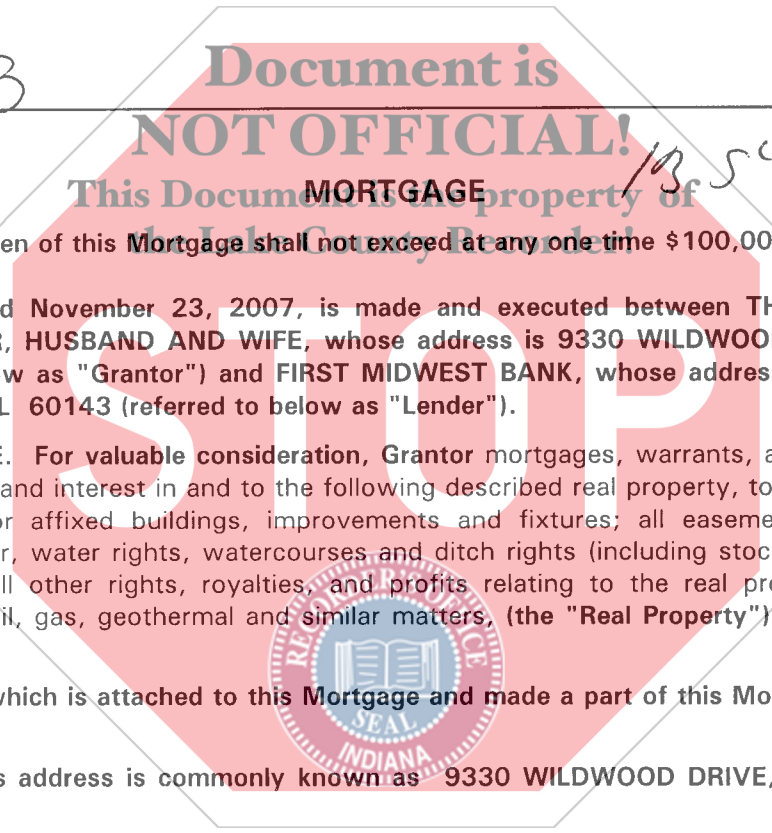 Document is
NOT OFFICIAL!
This Document is the property of
the Lake County Recorder!
STOP
MORTGAGE
en of this Mortgage shall not exceed at any one time $100,00
d November 23, 2007, is made and executed between TH
R, HUSBAND AND WIFE, whose address is 9330 WILDWOO
w as "Grantor") and FIRST MIDWEST BANK, whose addres
L 60143 (referred to below as "Lender").
E. For valuable consideration, Grantor mortgages, warrants, a
and interest in and to the following described real property, to
or affixed buildings, improvements and fixtures; all easeme
r, water rights, watercourses and ditch rights (including stoc
ll other rights, royalties, and profits relating to the real pro
il, gas, geothermal and similar matters, (the "Real Property")
which is attached to this Mortgage and made a part of this Mo
s address is commonly known as 9330 WILDWOOD DRIVE,
SEAL
INDIANA